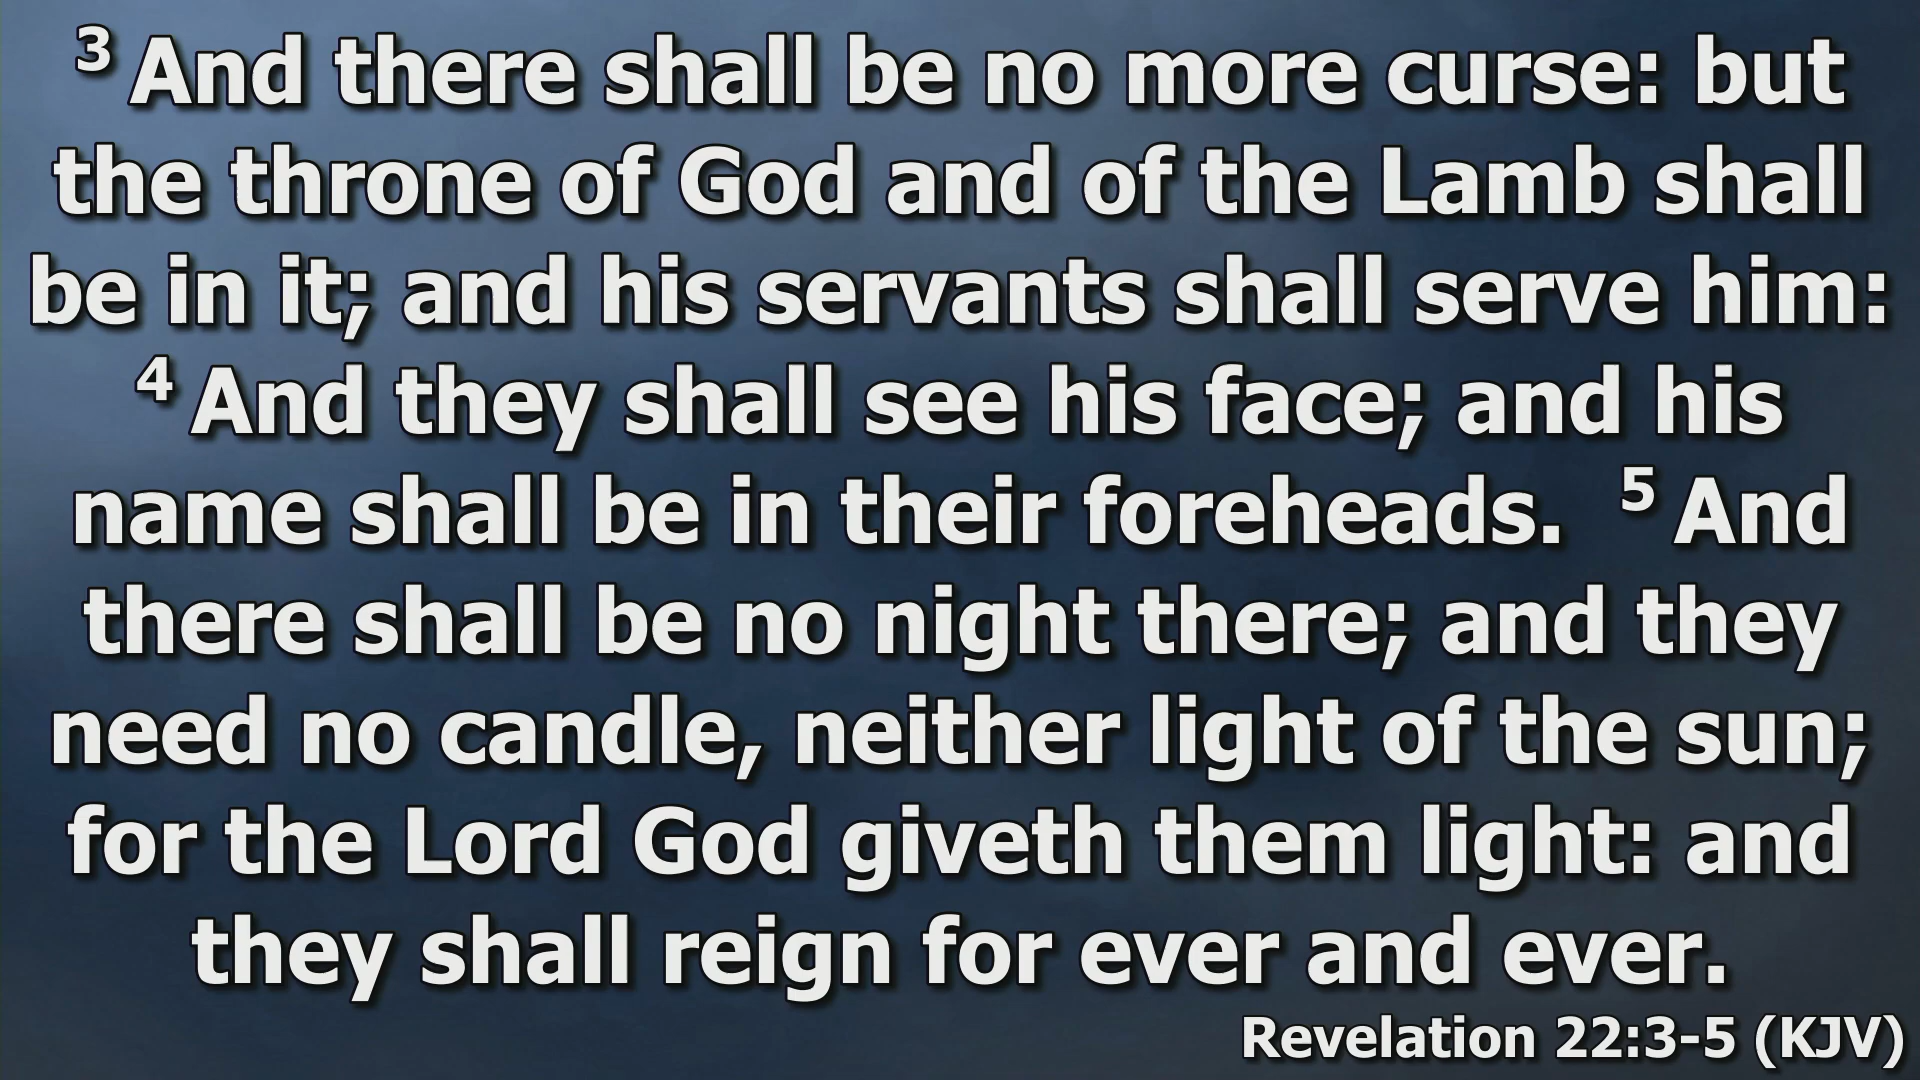 3 And there shall be no more curse: but
the throne of God and of the Lamb shall
be in it; and his servants shall serve him:
4 And they shall see his face; and his
name shall be in their foreheads. 5 And
there shall be no night there; and they
need no candle, neither light of the sun;
for the Lord God giveth them light: and
they shall reign for ever and ever.
Revelation 22:3-5 (KJV)